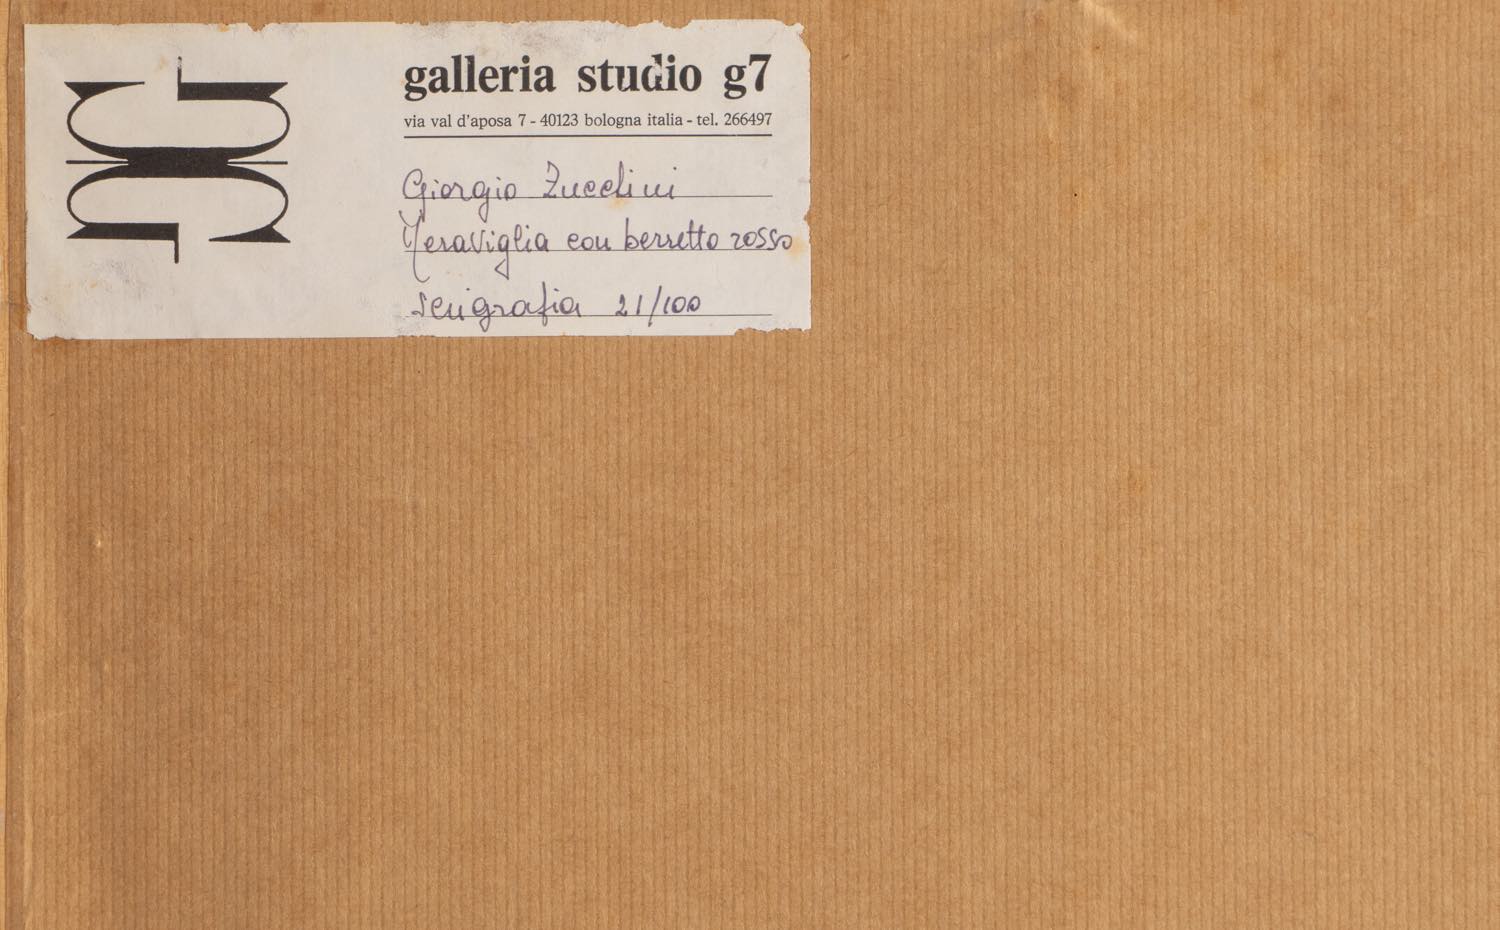 galleria studio g7
via val d'aposa 7 - 40123 bologna italia - tel. 266497
Giorgio Zucchini
Meraviglia con berretto rosso
serigrafia 21/100